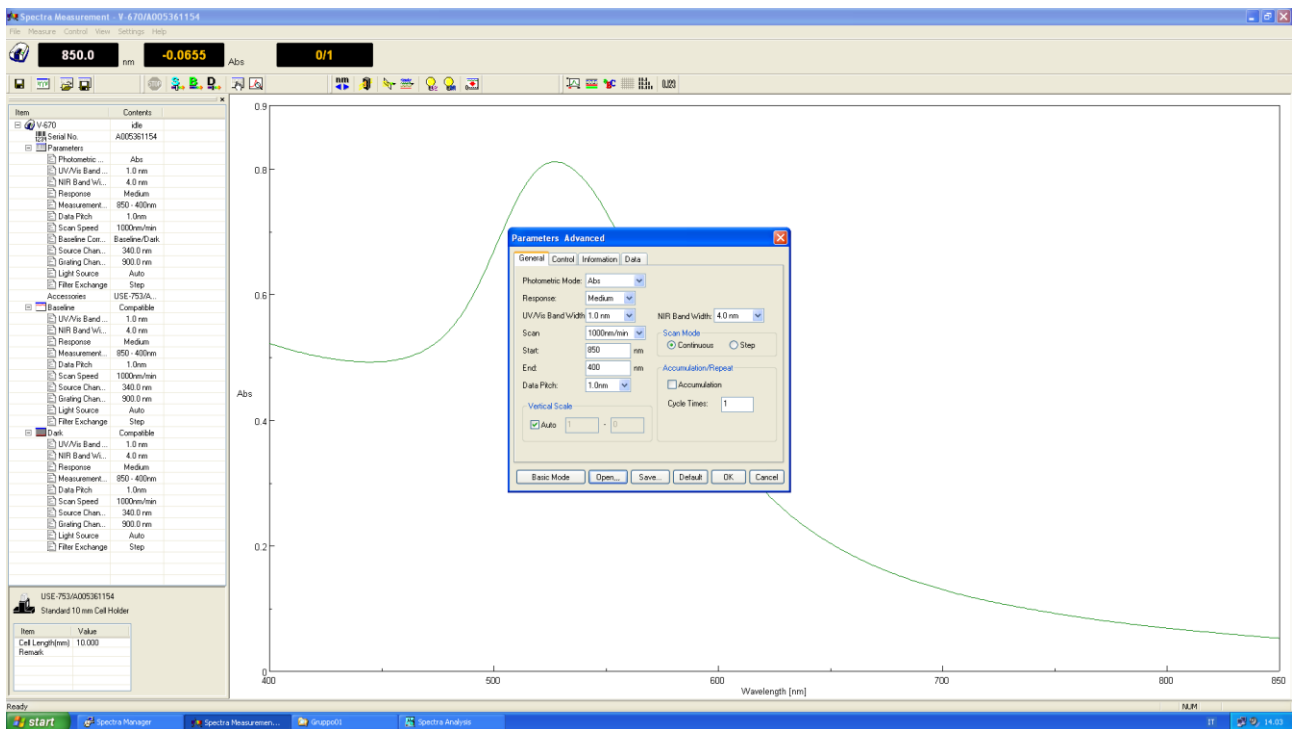 Spectra Measurement - V-670/A005361154
File Measure Control View Settings Help
850.0 nm -0.0655 Abs 0/1
Item Contents
V-670 idle
Serial No. A005361154
Parameters
Photometric ... Abs
UV/Vis Band ... 1.0 nm
NIR Band Wi... 4.0 nm
Response Medium
Measurement... 850 - 400nm
Data Pitch 1.0nm
Scan Speed 1000nm/min
Baseline Corr... Baseline/Dark
Source Chan... 340.0 nm
Grating Chan... 900.0 nm
Light Source Auto
Filter Exchange Step
Accessories USE-753/A...
Baseline Compatible
UV/Vis Band ... 1.0 nm
NIR Band Wi... 4.0 nm
Response Medium
Measurement... 850 - 400nm
Data Pitch 1.0nm
Scan Speed 1000nm/min
Source Chan... 340.0 nm
Grating Chan... 900.0 nm
Light Source Auto
Filter Exchange Step
Dark Compatible
UV/Vis Band ... 1.0 nm
NIR Band Wi... 4.0 nm
Response Medium
Measurement... 850 - 400nm
Data Pitch 1.0nm
Scan Speed 1000nm/min
Source Chan... 340.0 nm
Grating Chan... 900.0 nm
Light Source Auto
Filter Exchange Step
USE-753/A005361154
Standard 10 mm Cell Holder
Item Value
Cell Length(mm) 10.000
Remark
0.9
0.8
0.6
Abs
0.4
0.2
0
400 500 600 700 800 850
Wavelength [nm]
Parameters Advanced
General Control Information Data
Photometric Mode: Abs
Response: Medium
UV/Vis Band Width 1.0 nm NIR Band Width: 4.0 nm
Scan 1000nm/min Scan Mode
Continuous Step
Start: 850 nm
End: 400 nm Accumulation/Repeat
Data Pitch: 1.0nm Accumulation
Vertical Scale Cycle Times: 1
Auto 1 - 0
Basic Mode Open... Save... Default OK Cancel
Ready NUM
start Spectra Manager Spectra Measuremen... Gruppo01 Spectra Analysis IT 14.03